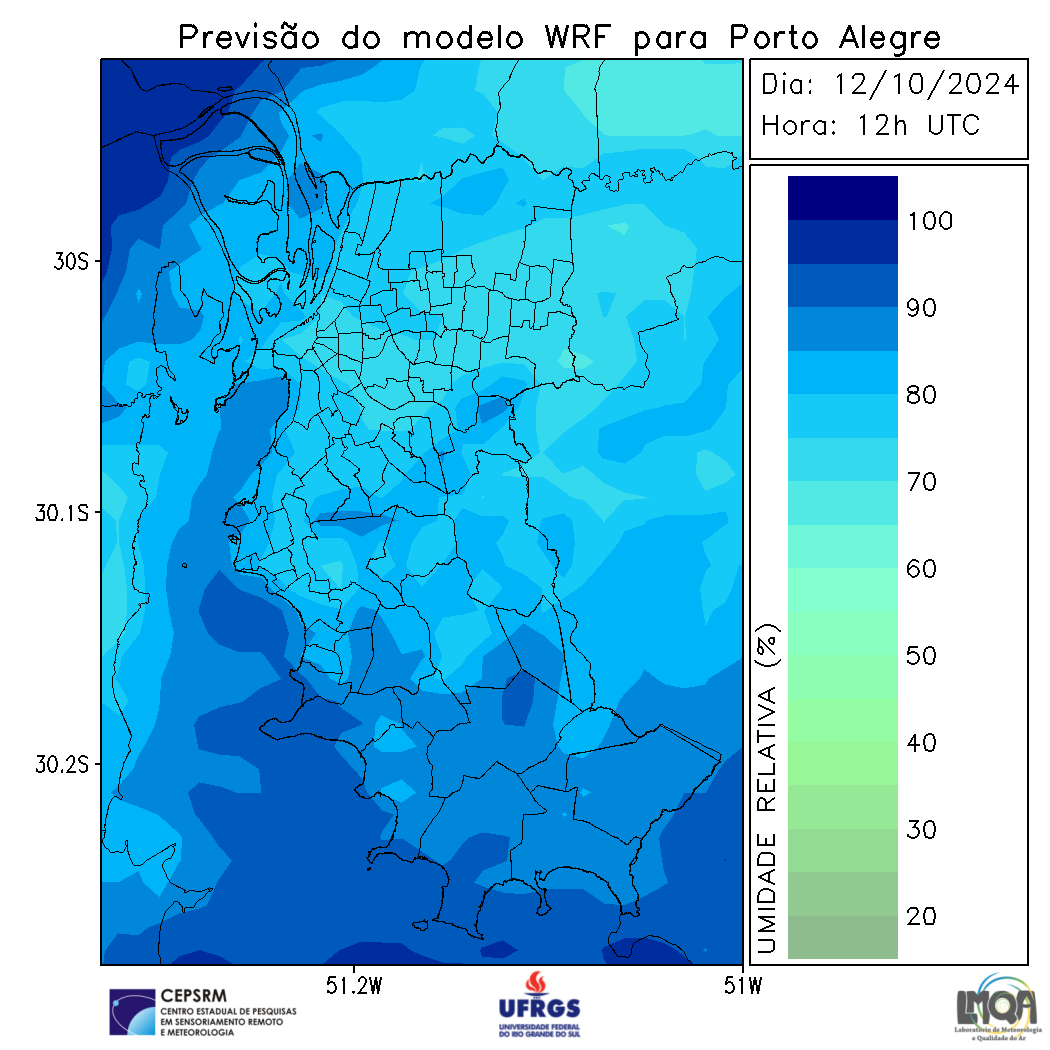 Previsão do modelo WRF para Porto Alegre
Dia: 12/10/2024
Hora: 12h UTC
30S
30.1S
30.2S
51.2W
51W
UMIDADE RELATIVA (%)
100
90
80
70
60
50
40
30
20
CEPSRM
CENTRO ESTADUAL DE PESQUISAS
EM SENSORIAMENTO REMOTO
E METEOROLOGIA
UFRGS
UNIVERSIDADE FEDERAL
DO RIO GRANDE DO SUL
LMQA
Laboratório de Meteorologia
e Qualidade do Ar